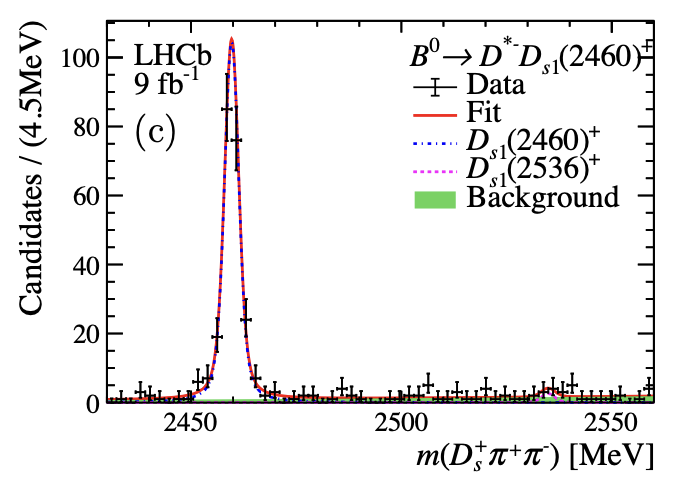 Candidates / (4.5MeV)
100
80
60
40
20
0
LHCb
9 fb⁻¹
(c)
B⁰→D*⁻Dₛ₁(2460)⁺
Data
Fit
Dₛ₁(2460)⁺
Dₛ₁(2536)⁺
Background
2450
2500
2550
m(Dₛ⁺π⁺π⁻) [MeV]